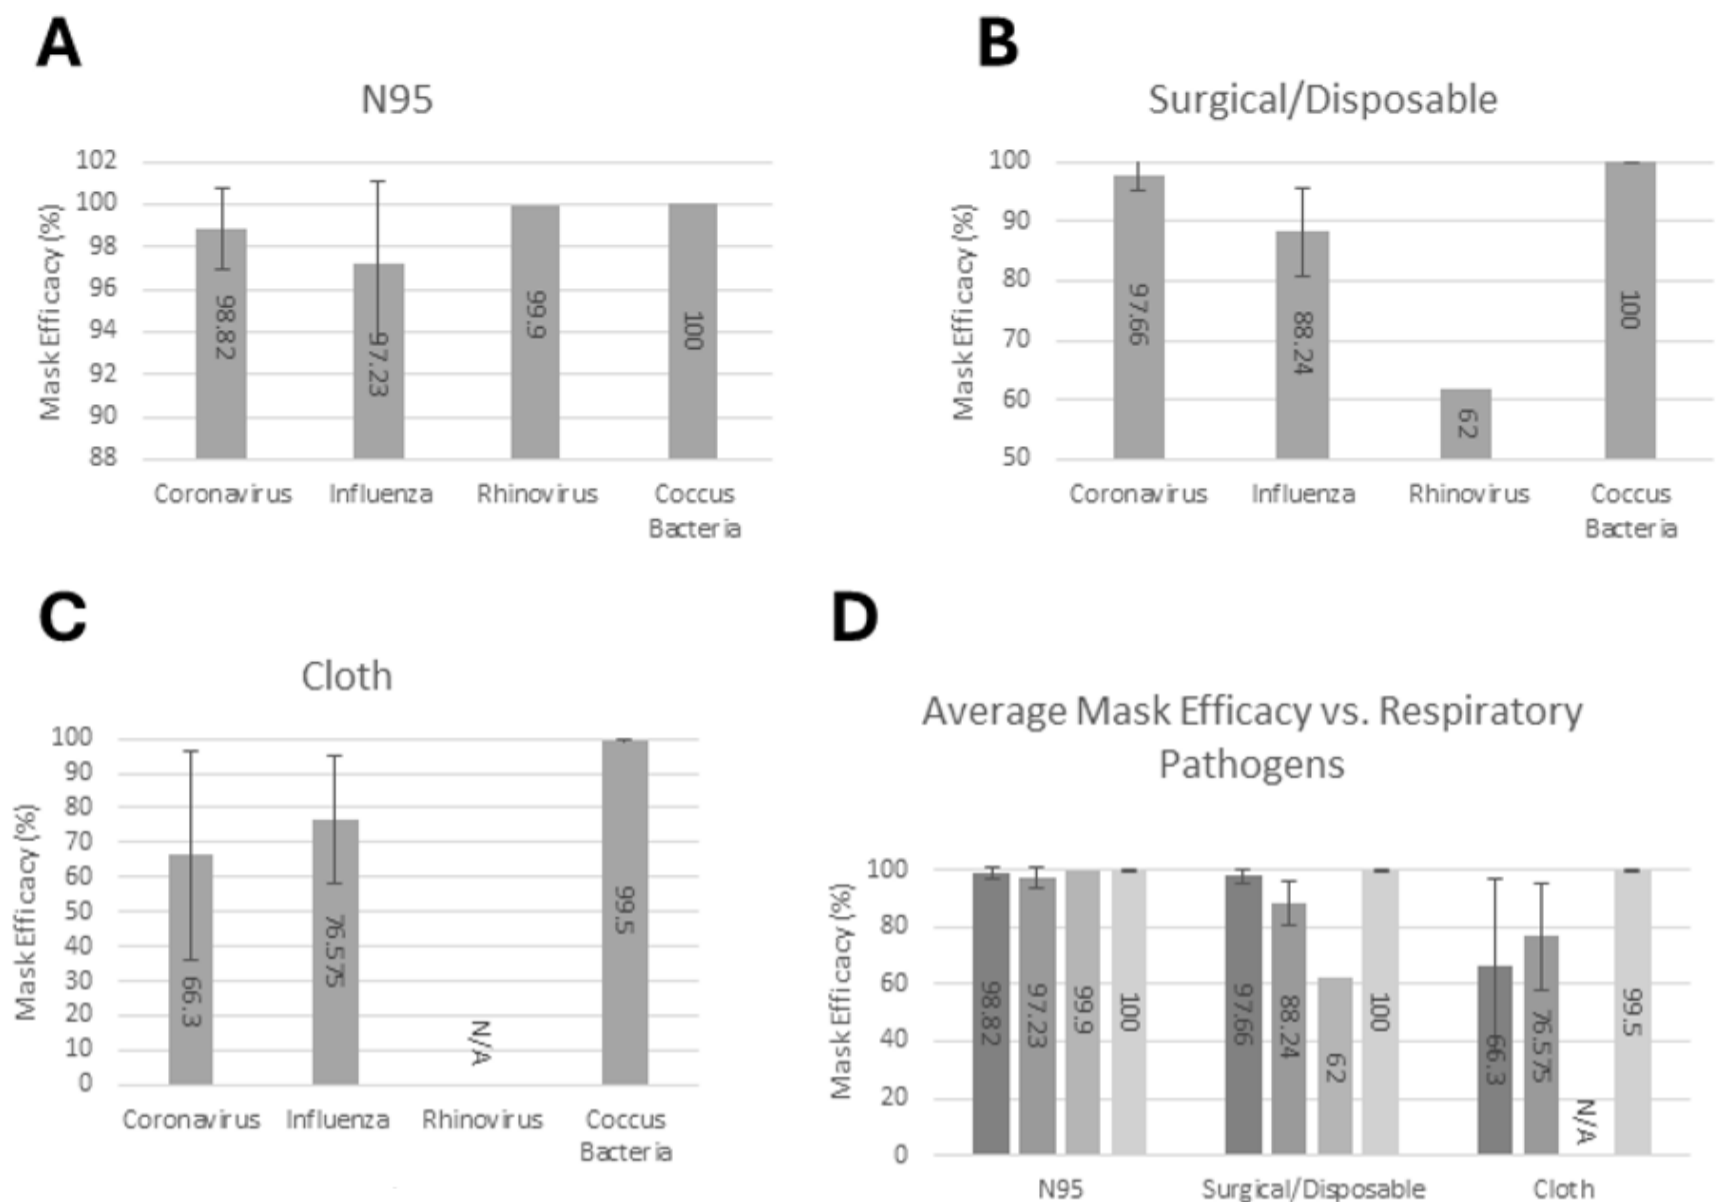 A
N95
102
100
98
96
94
92
90
88
Mask Efficacy (%)
98.82
97.23
99.9
100
Coronavirus
Influenza
Rhinovirus
Coccus
Bacteria
B
Surgical/Disposable
100
90
80
70
60
50
Mask Efficacy (%)
97.66
88.24
62
100
Coronavirus
Influenza
Rhinovirus
Coccus
Bacteria
C
Cloth
100
90
80
70
60
50
40
30
20
10
0
Mask Efficacy (%)
66.3
76.575
N/A
99.5
Coronavirus
Influenza
Rhinovirus
Coccus
Bacteria
D
Average Mask Efficacy vs. Respiratory
Pathogens
100
80
60
40
20
0
Mask Efficacy (%)
98.82
97.23
99.9
100
97.66
88.24
62
100
66.3
76.575
N/A
99.5
N95
Surgical/Disposable
Cloth